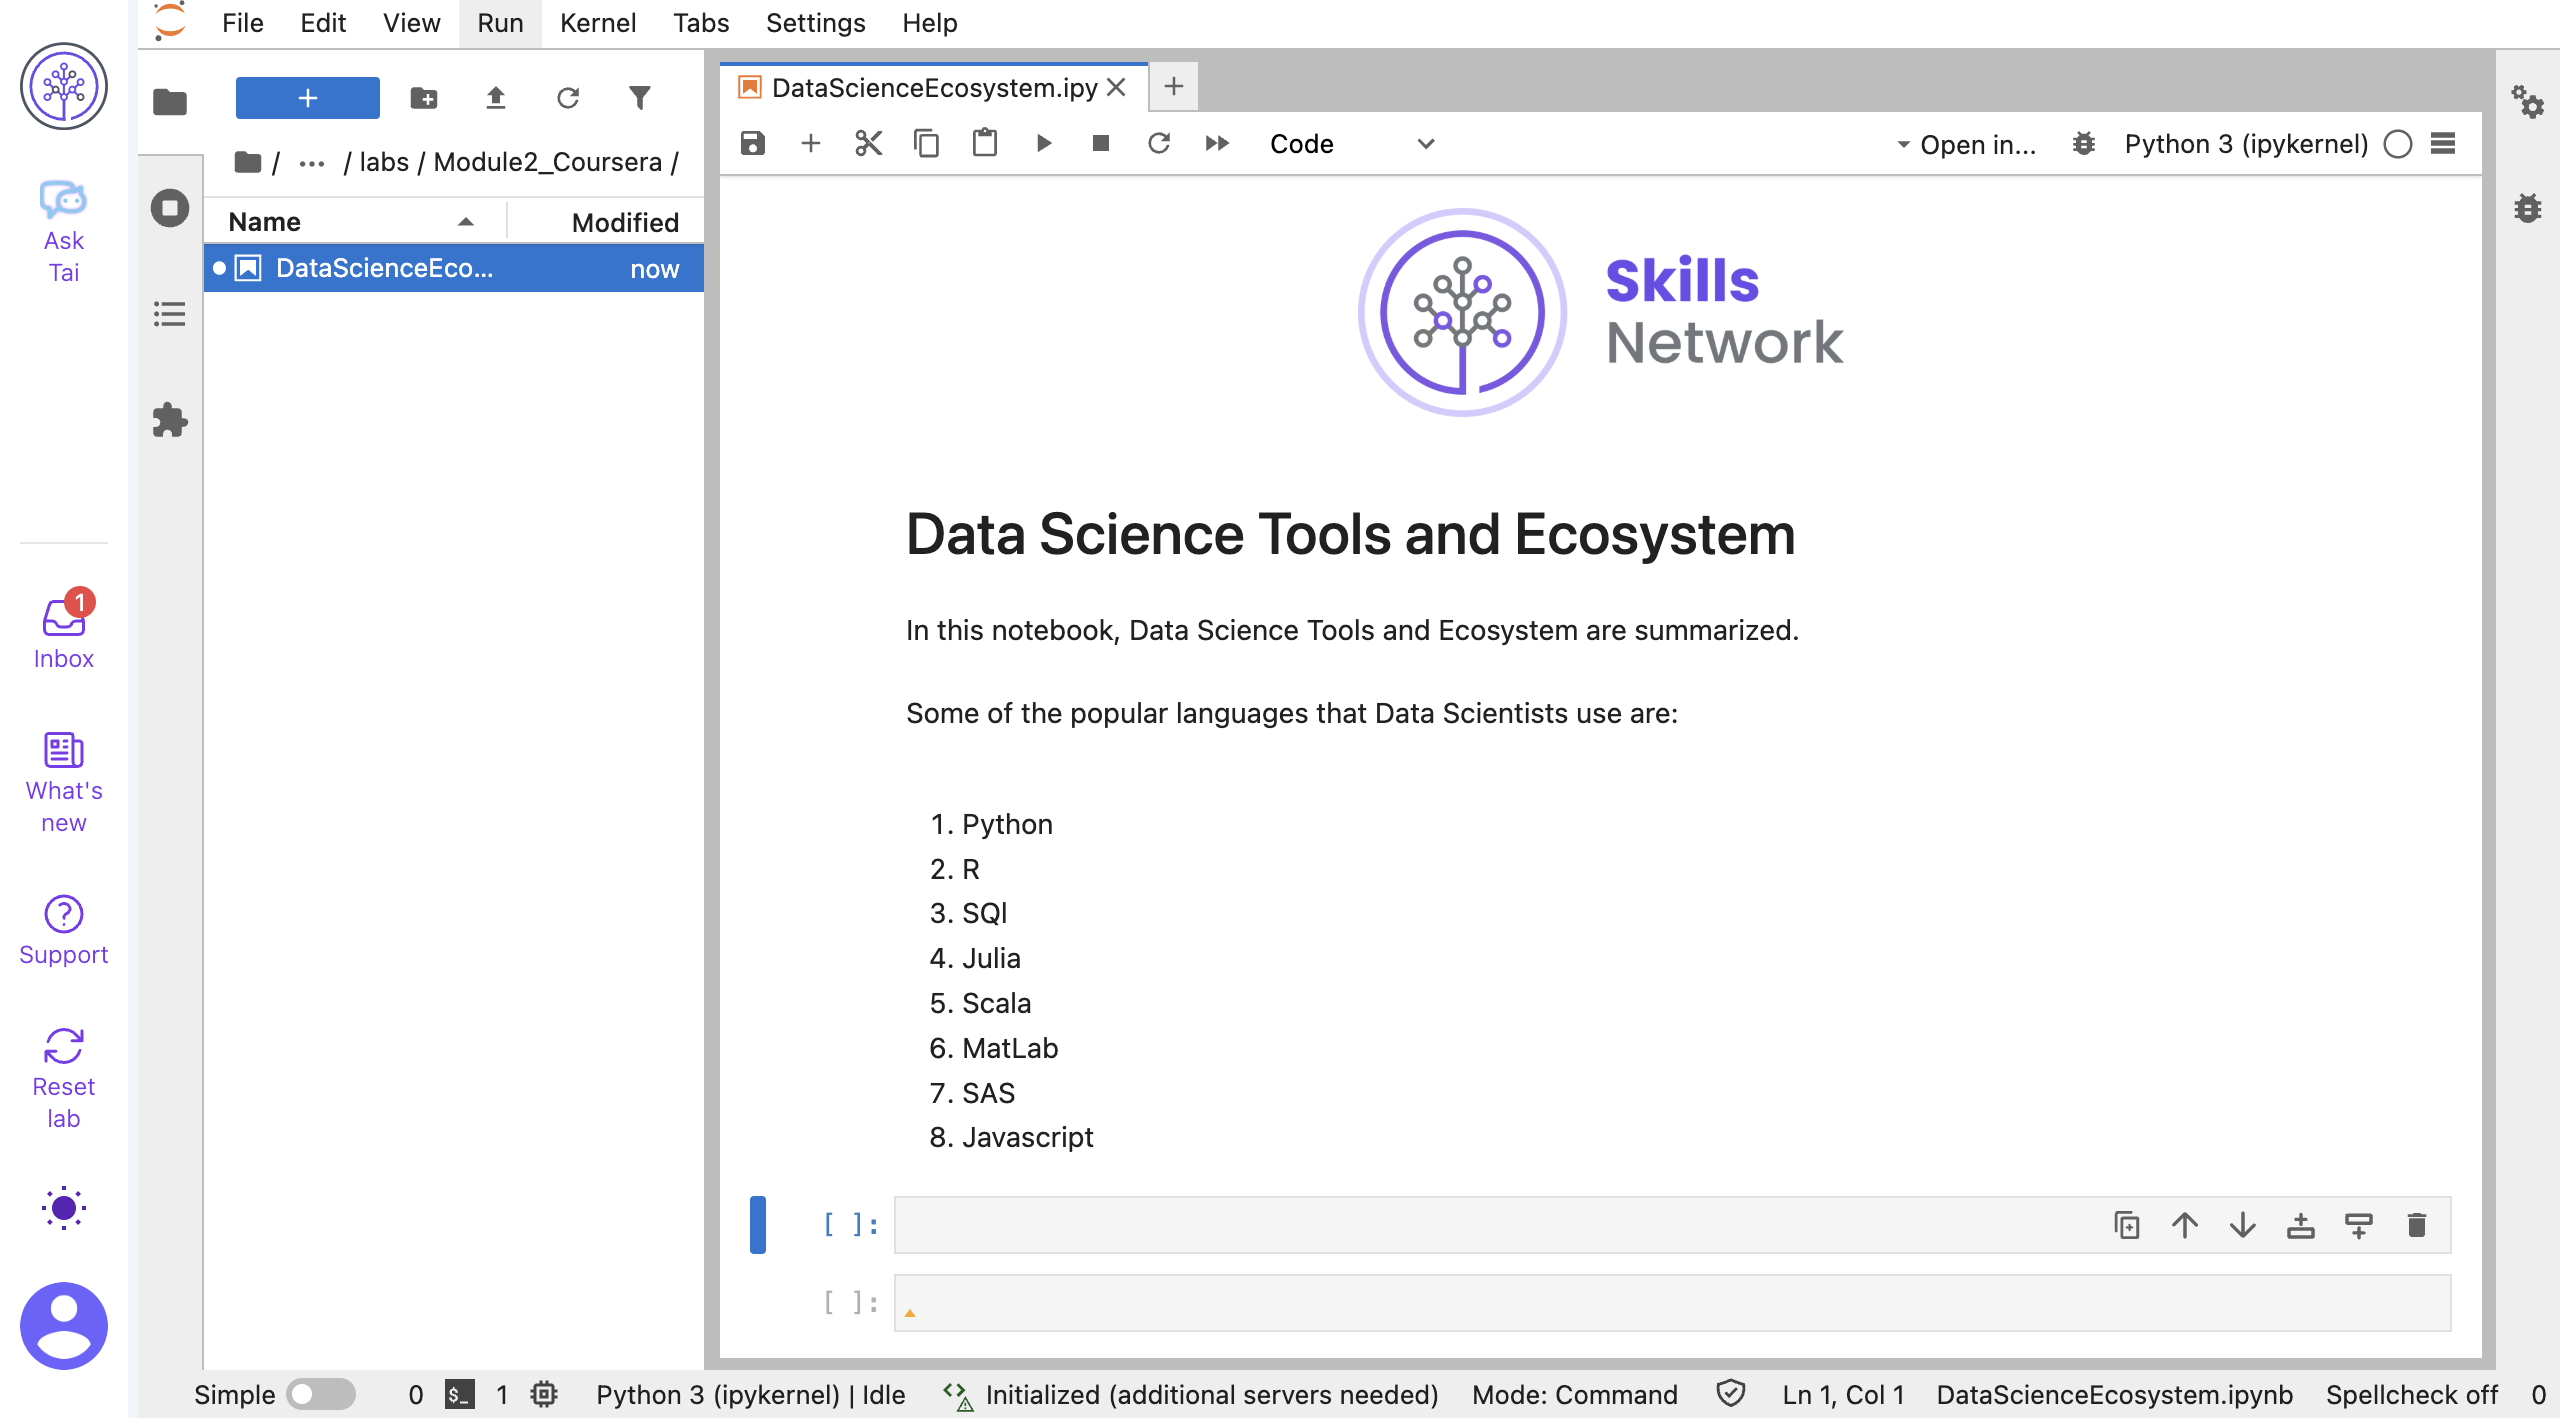 File Edit View Run Kernel Tabs Settings Help
Ask
Tai
Inbox
1
What's
new
Support
Reset
lab
+
/ ··· / labs / Module2_Coursera /
Name Modified
DataScienceEco... now
DataScienceEcosystem.ipy
Code
Open in...
Python 3 (ipykernel)
Skills
Network
Data Science Tools and Ecosystem
In this notebook, Data Science Tools and Ecosystem are summarized.
Some of the popular languages that Data Scientists use are:
1. Python
2. R
3. SQl
4. Julia
5. Scala
6. MatLab
7. SAS
8. Javascript
[ ]:
[ ]:
Simple 0 $_ 1 Python 3 (ipykernel) | Idle Initialized (additional servers needed) Mode: Command Ln 1, Col 1 DataScienceEcosystem.ipynb Spellcheck off 0